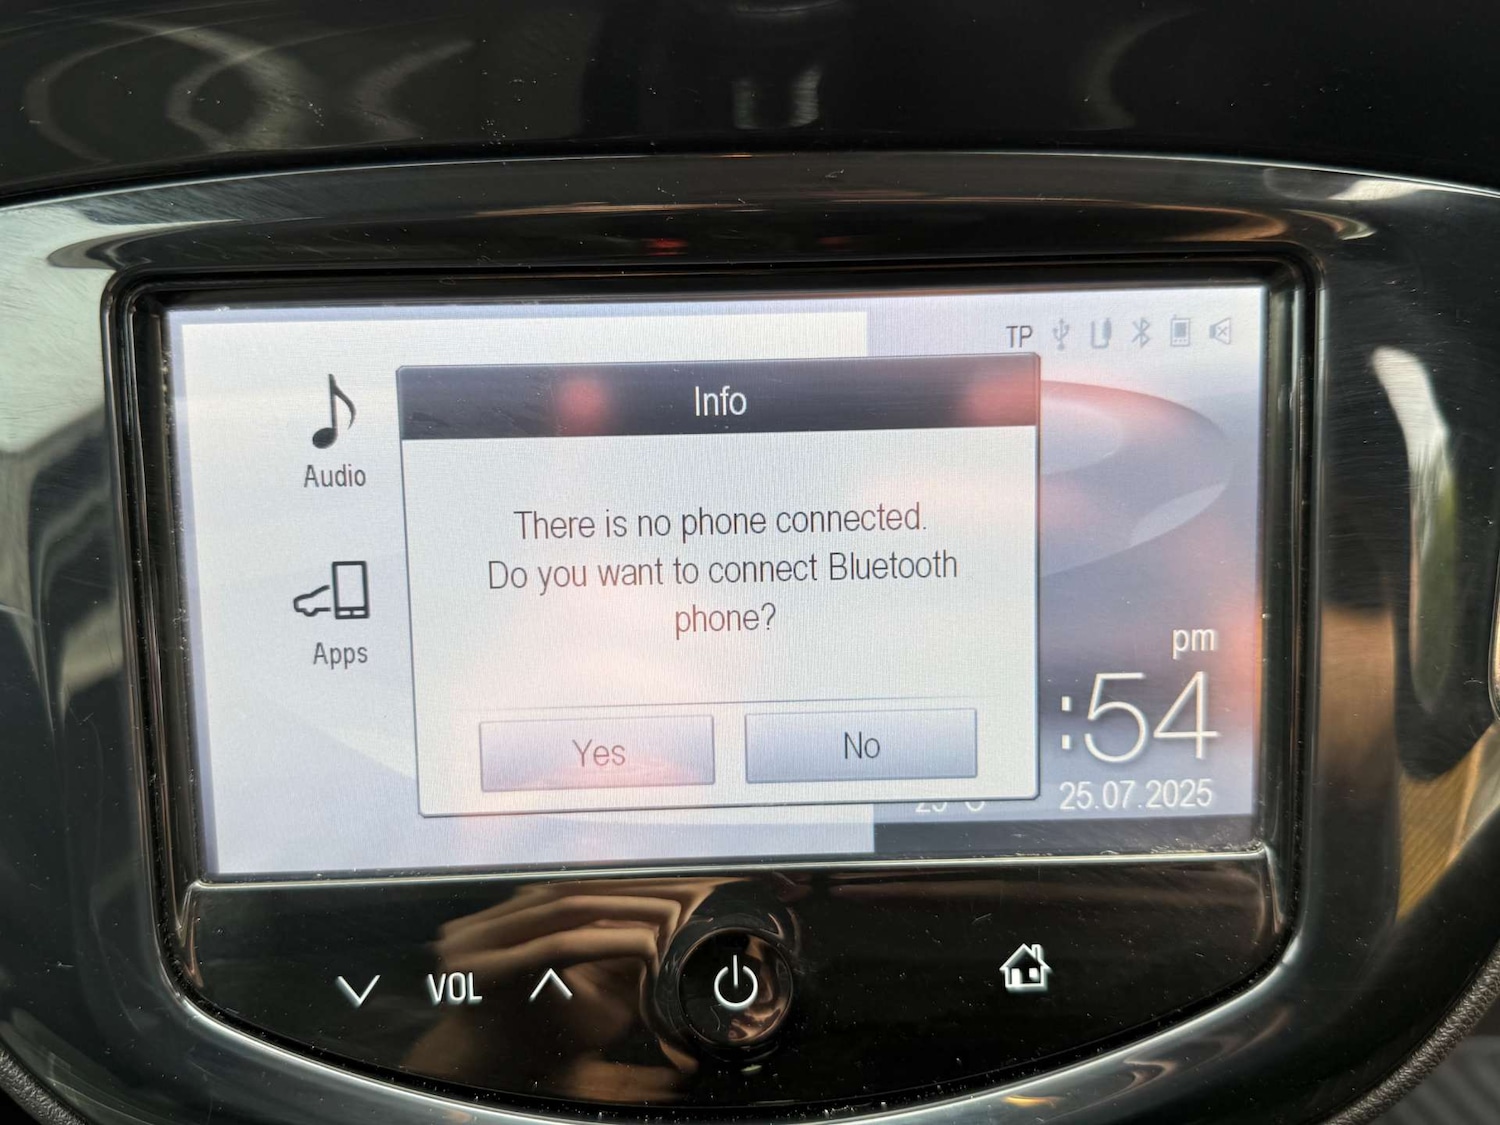 TP
Info
Audio
There is no phone connected.
Do you want to connect Bluetooth
phone?
Apps
pm
:54
Yes
No
25.07.2025
VOL